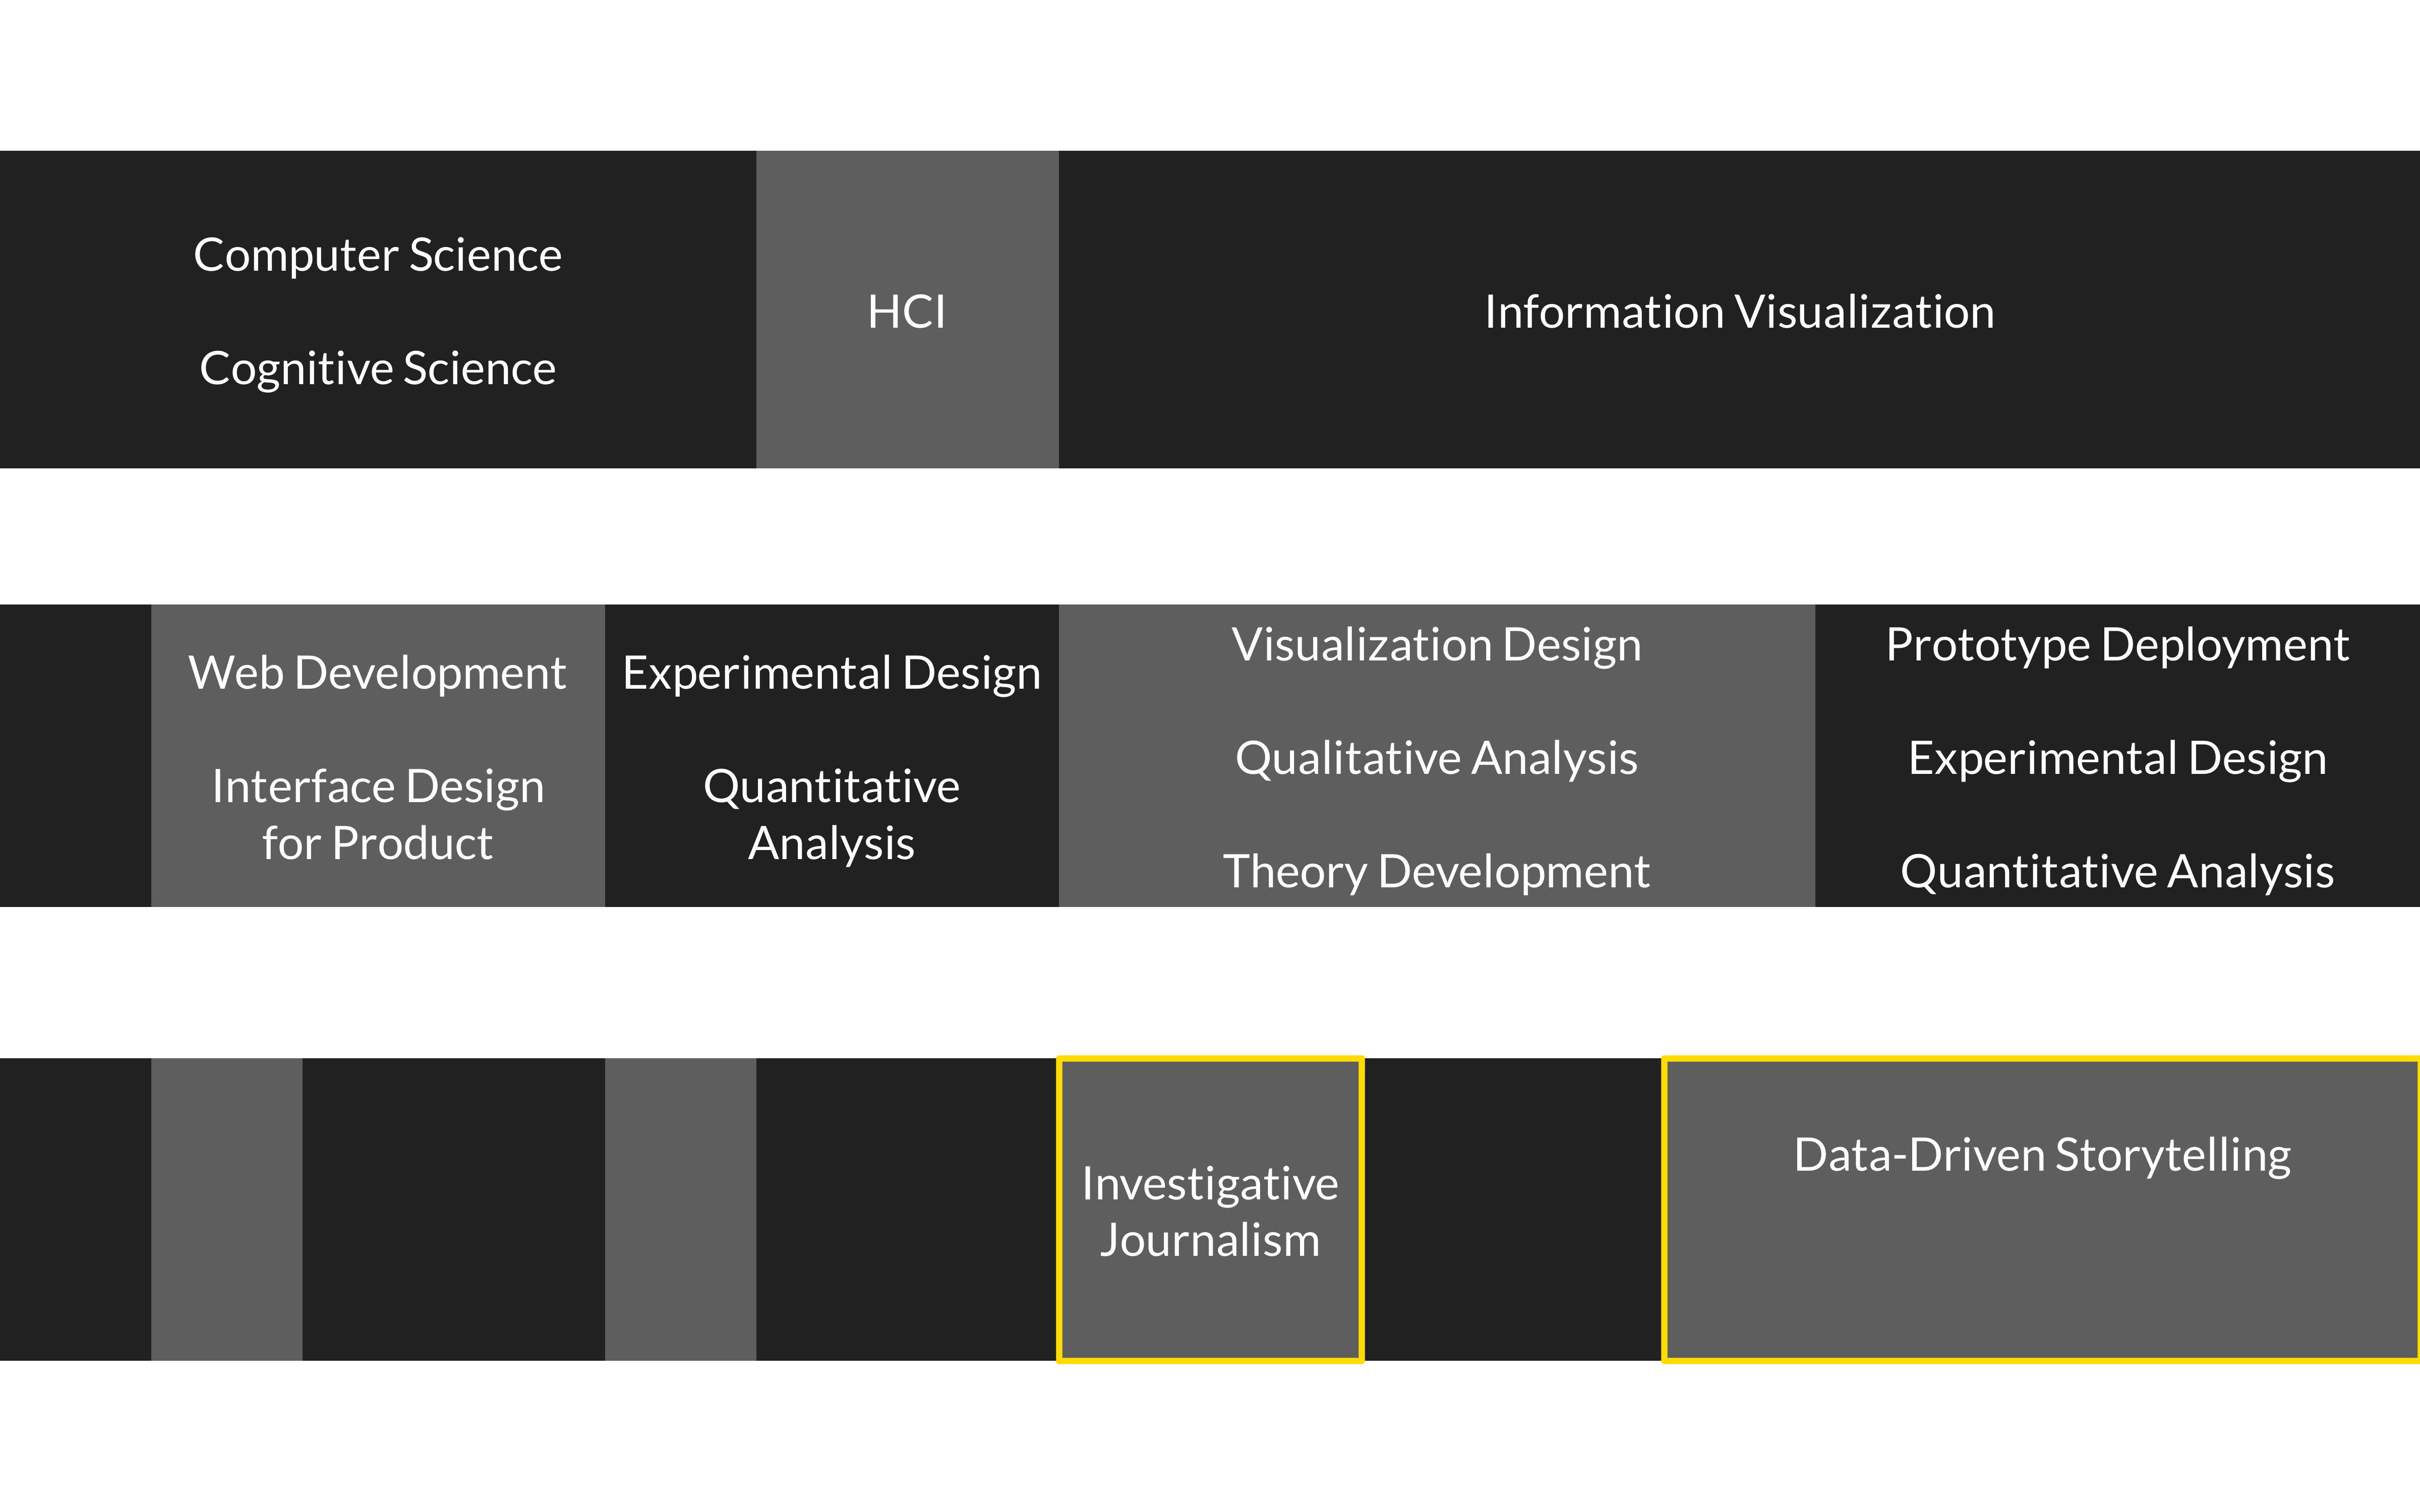 Computer Science
Cognitive Science
HCI
Information Visualization
Web Development
Interface Design
for Product
Experimental Design
Quantitative
Analysis
Visualization Design
Qualitative Analysis
Theory Development
Prototype Deployment
Experimental Design
Quantitative Analysis
Investigative
Journalism
Data-Driven Storytelling